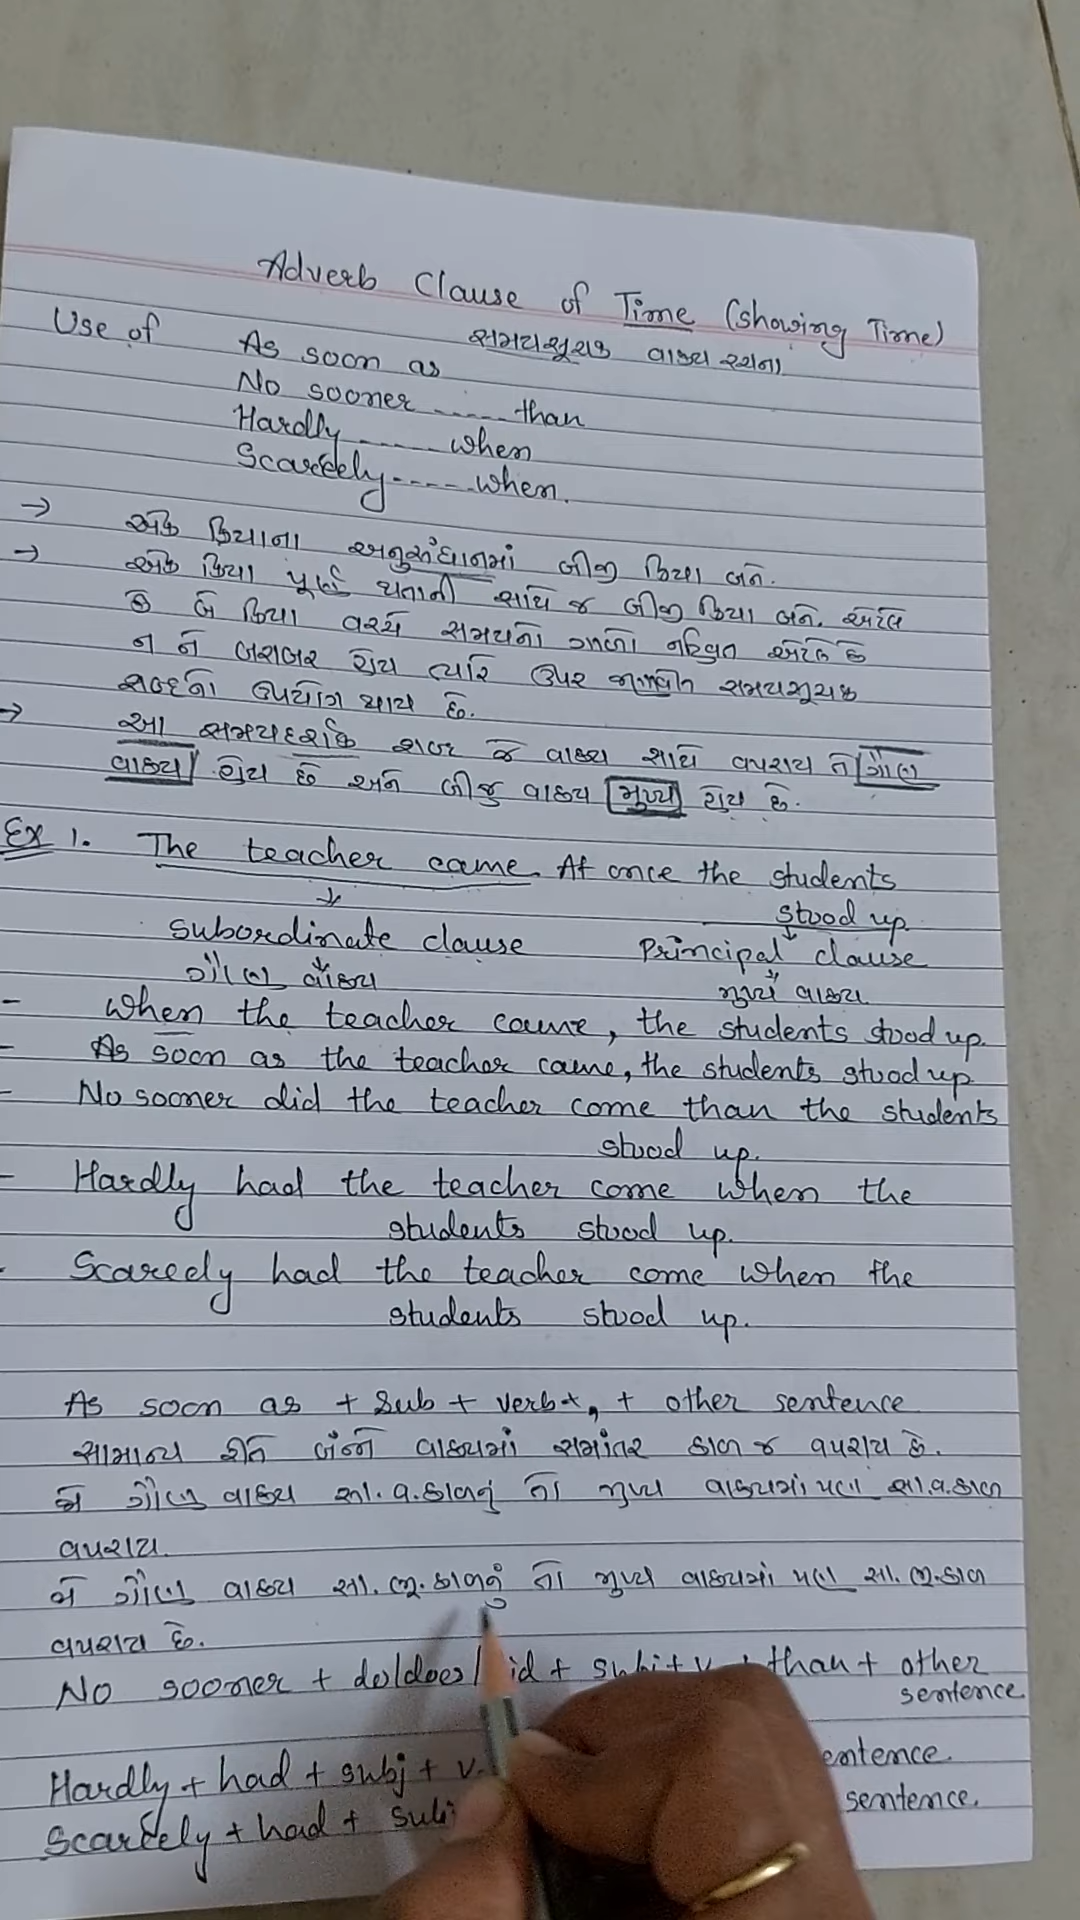 Adverb Clause of Time (Showing Time)
Use of સમયસૂચક વાક્ય રચના
As soon as
No sooner ----- than
Hardly ----- when
Scarcely ----- when.
→ એક ક્રિયાના અનુસંધાનમાં બીજી ક્રિયા બને.
→ એક ક્રિયા પૂર્ણ થતાની સાથે જ બીજી ક્રિયા બને. એટલે
કે બે ક્રિયા વચ્ચે સમયનો ગાળો નહિવત એટલે કે
ન ને બરાબર હોય ત્યારે ઉપર જણાવેલ સમયસૂચક
શબ્દનો ઉપયોગ થાય છે.
→ આ સમયદર્શક શબ્દ જે વાક્ય સાથે વપરાય તે ગૌણ
વાક્ય હોય છે અને બીજુ વાક્ય મુખ્ય હોય છે.
Ex 1. The teacher came. At once the students
stood up.
Subordinate clause Principal clause
ગૌણ વાક્ય મુખ્ય વાક્ય
- When the teacher came, the students stood up.
- As soon as the teacher came, the students stood up
- No sooner did the teacher come than the students
stood up.
- Hardly had the teacher come when the
students stood up.
- Scarcely had the teacher come when the
students stood up.
As soon as + Sub + verb+, + other sentence
સામાન્ય રીતે બંને વાક્યમાં સમાંતર કાળ જ વપરાય છે.
જો ગૌણ વાક્ય સા. વ. કાળનું તો મુખ્ય વાક્યમાં પણ સા.વ.કાળ
વપરાય.
જો ગૌણ વાક્ય સા. ભૂ. કાળનું તો મુખ્ય વાક્યમાં પણ સા. ભૂ. કાળ
વપરાય છે.
No sooner + do/does/ id + subj + v + than + other
sentence
Hardly + had + subj + v. entence.
Scarcely + had + subj sentence.